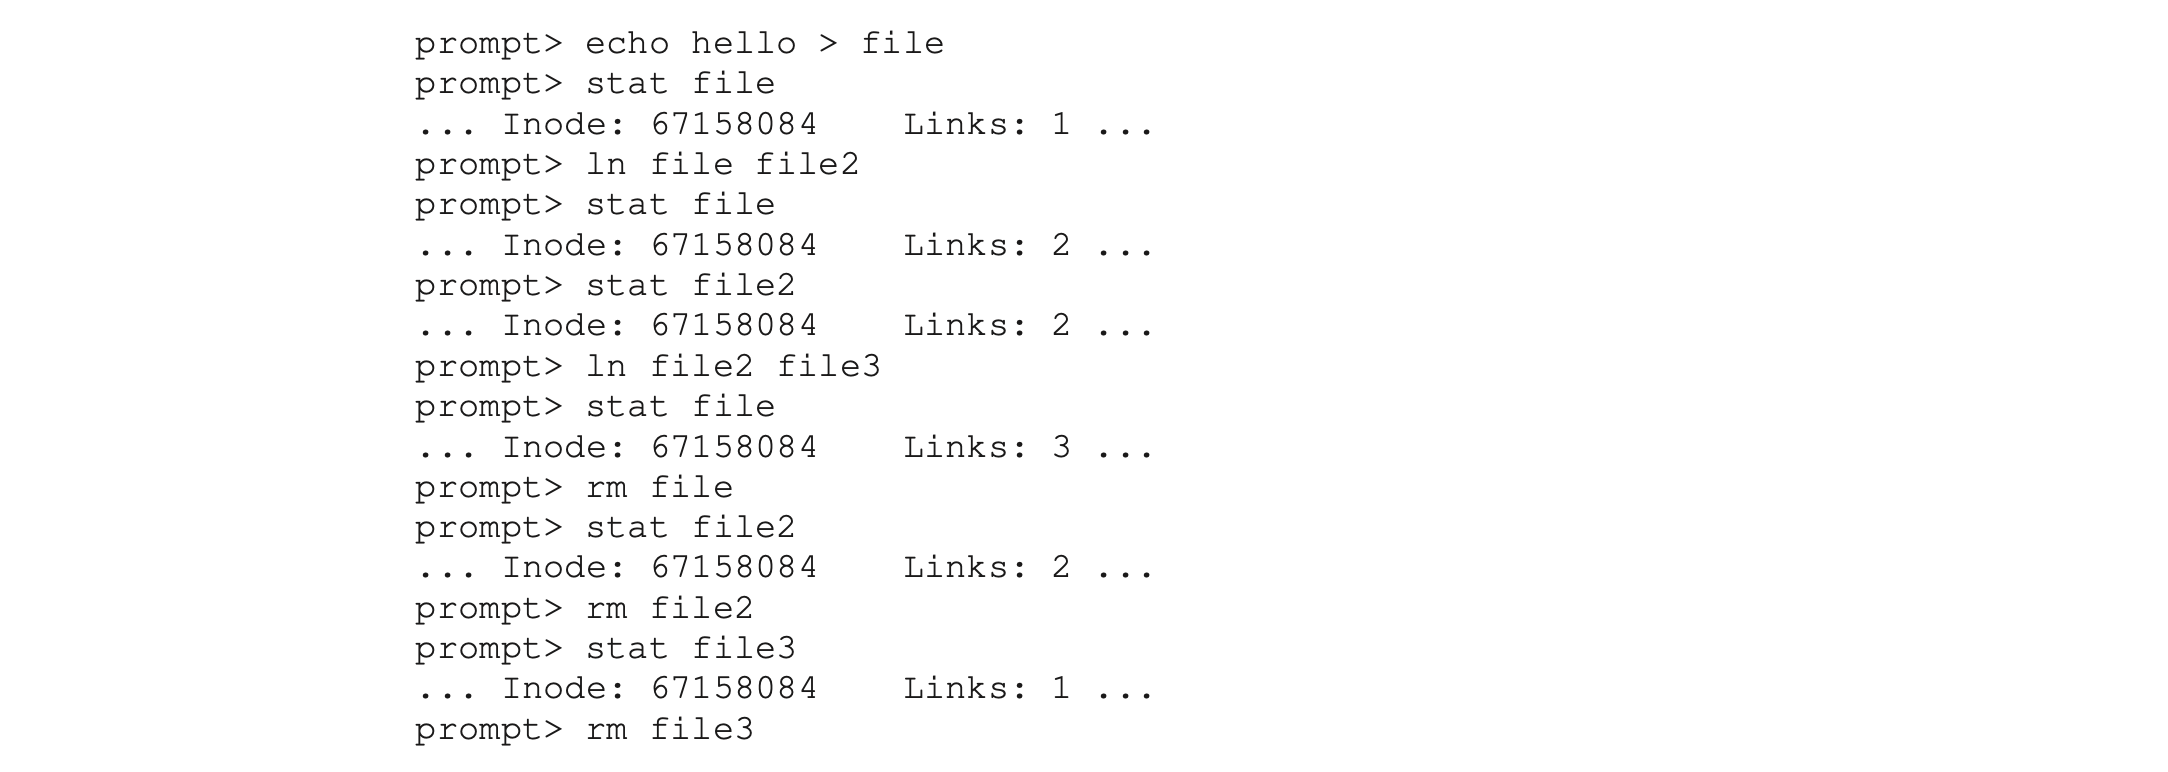 prompt> echo hello > file
prompt> stat file
... Inode: 67158084    Links: 1 ...
prompt> ln file file2
prompt> stat file
... Inode: 67158084    Links: 2 ...
prompt> stat file2
... Inode: 67158084    Links: 2 ...
prompt> ln file2 file3
prompt> stat file
... Inode: 67158084    Links: 3 ...
prompt> rm file
prompt> stat file2
... Inode: 67158084    Links: 2 ...
prompt> rm file2
prompt> stat file3
... Inode: 67158084    Links: 1 ...
prompt> rm file3